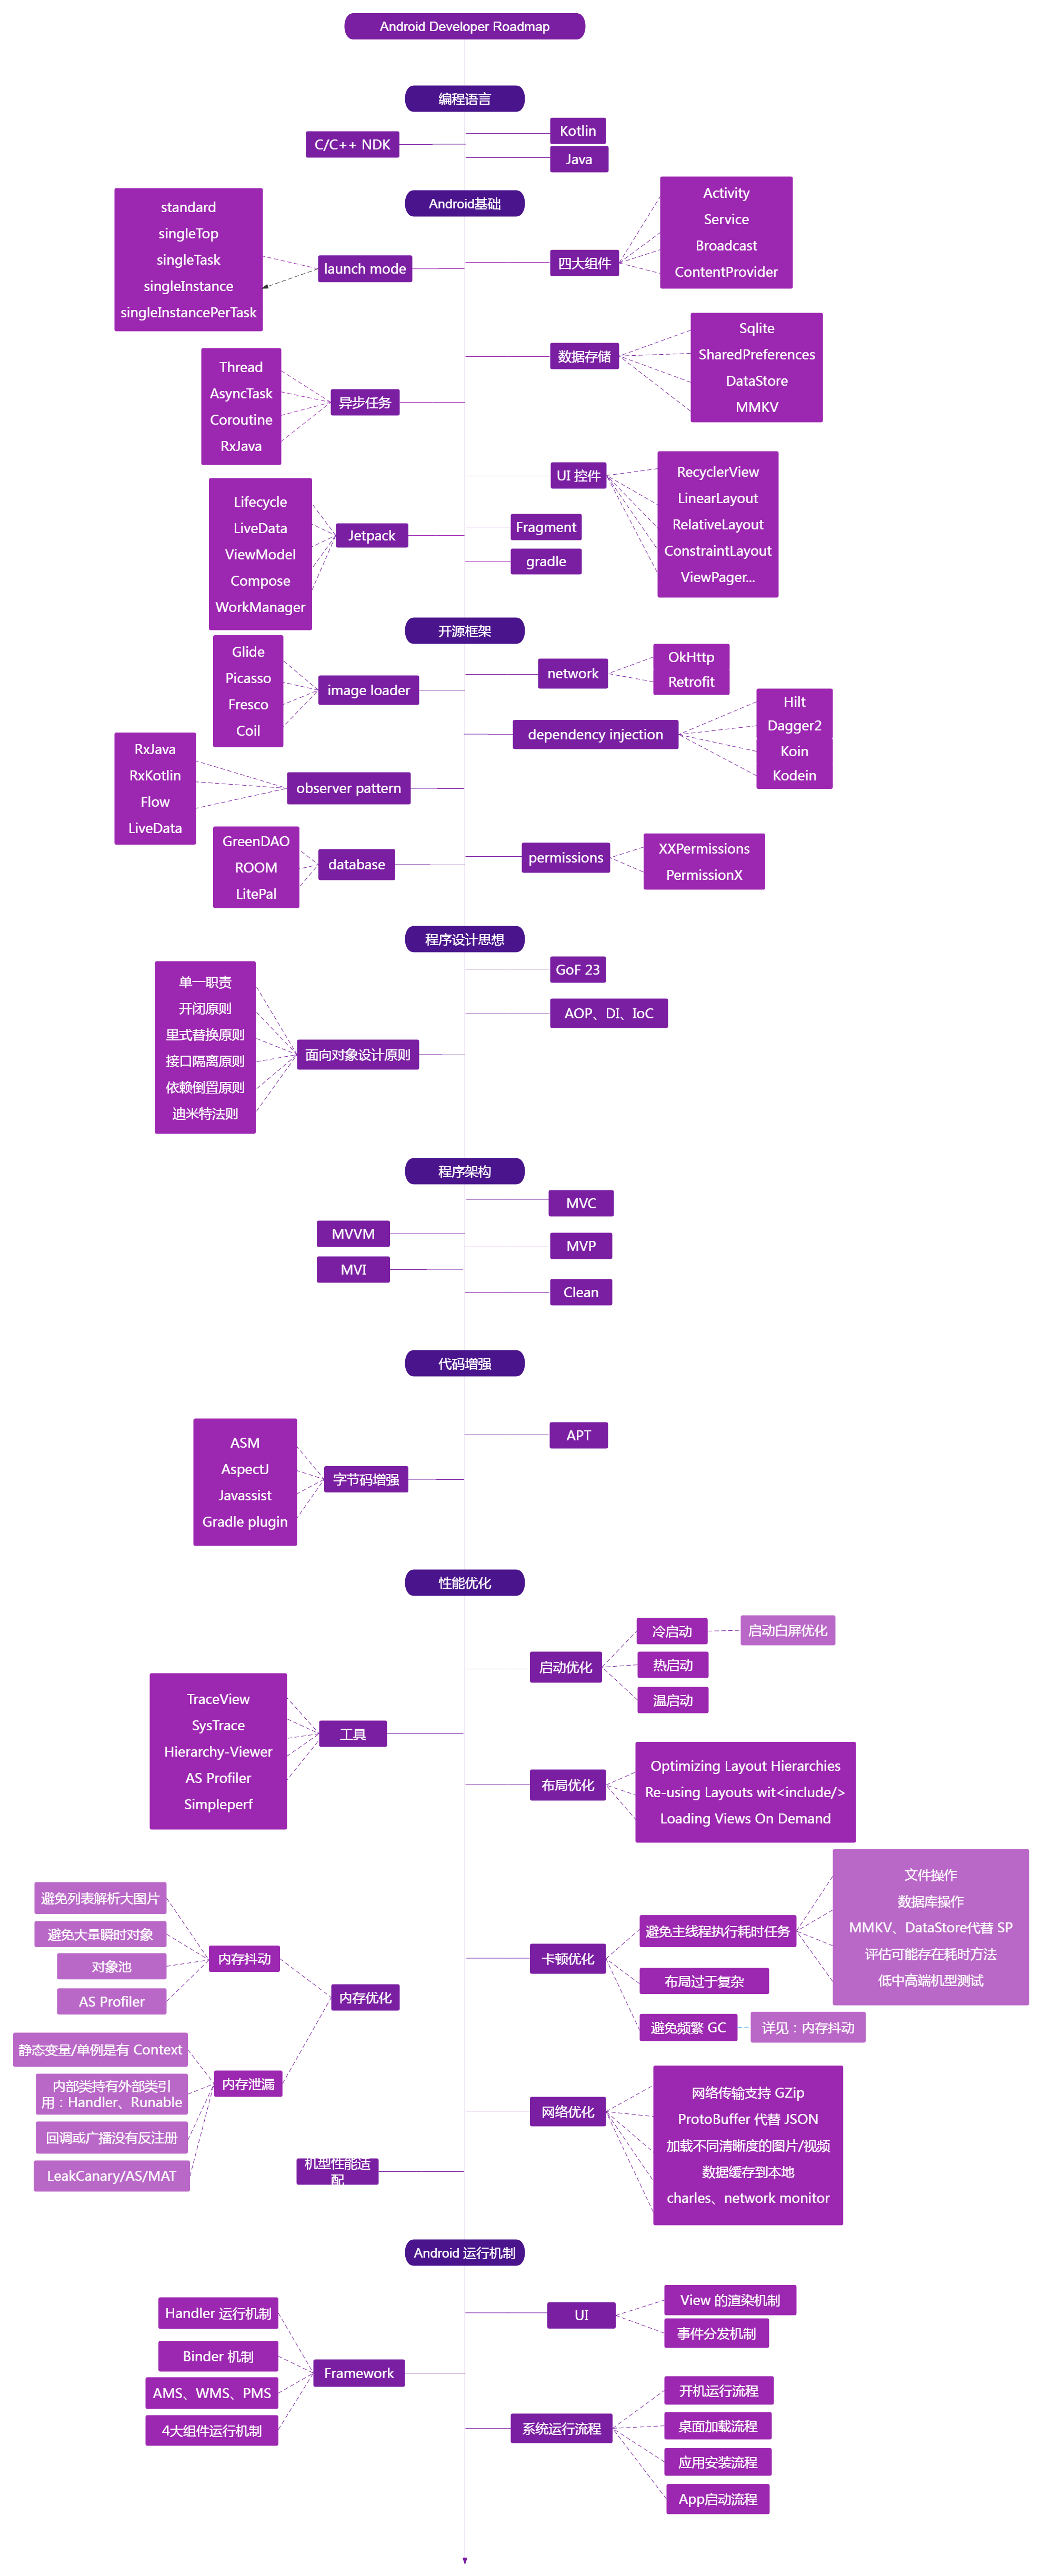 Android Developer Roadmap
编程语言
C/C++ NDK
Kotlin
Java
Android基础
standard
singleTop
singleTask
singleInstance
singleInstancePerTask
launch mode
四大组件
Activity
Service
Broadcast
ContentProvider
数据存储
Sqlite
SharedPreferences
DataStore
MMKV
Thread
AsyncTask
Coroutine
RxJava
异步任务
UI 控件
RecyclerView
LinearLayout
RelativeLayout
ConstraintLayout
ViewPager...
Lifecycle
LiveData
ViewModel
Compose
WorkManager
Jetpack
Fragment
gradle
开源框架
Glide
Picasso
Fresco
Coil
image loader
network
OkHttp
Retrofit
dependency injection
Hilt
Dagger2
Koin
Kodein
RxJava
RxKotlin
Flow
LiveData
observer pattern
GreenDAO
ROOM
LitePal
database
permissions
XXPermissions
PermissionX
程序设计思想
GoF 23
AOP、DI、IoC
单一职责
开闭原则
里式替换原则
接口隔离原则
依赖倒置原则
迪米特法则
面向对象设计原则
程序架构
MVC
MVVM
MVP
MVI
Clean
代码增强
APT
ASM
AspectJ
Javassist
Gradle plugin
字节码增强
性能优化
启动优化
冷启动
启动白屏优化
热启动
温启动
TraceView
SysTrace
Hierarchy-Viewer
AS Profiler
Simpleperf
工具
布局优化
Optimizing Layout Hierarchies
Re-using Layouts wit<include/>
Loading Views On Demand
避免列表解析大图片
避免大量瞬时对象
对象池
AS Profiler
内存抖动
内存优化
静态变量/单例是有 Context
内部类持有外部类引
用：Handler、Runable
回调或广播没有反注册
LeakCanary/AS/MAT
内存泄漏
卡顿优化
避免主线程执行耗时任务
文件操作
数据库操作
MMKV、DataStore代替 SP
评估可能存在耗时方法
低中高端机型测试
布局过于复杂
避免频繁 GC
详见：内存抖动
网络优化
网络传输支持 GZip
ProtoBuffer 代替 JSON
加载不同清晰度的图片/视频
数据缓存到本地
charles、network monitor
机型性能适
配
Android 运行机制
UI
View 的渲染机制
事件分发机制
Handler 运行机制
Binder 机制
AMS、WMS、PMS
4大组件运行机制
Framework
系统运行流程
开机运行流程
桌面加载流程
应用安装流程
App启动流程